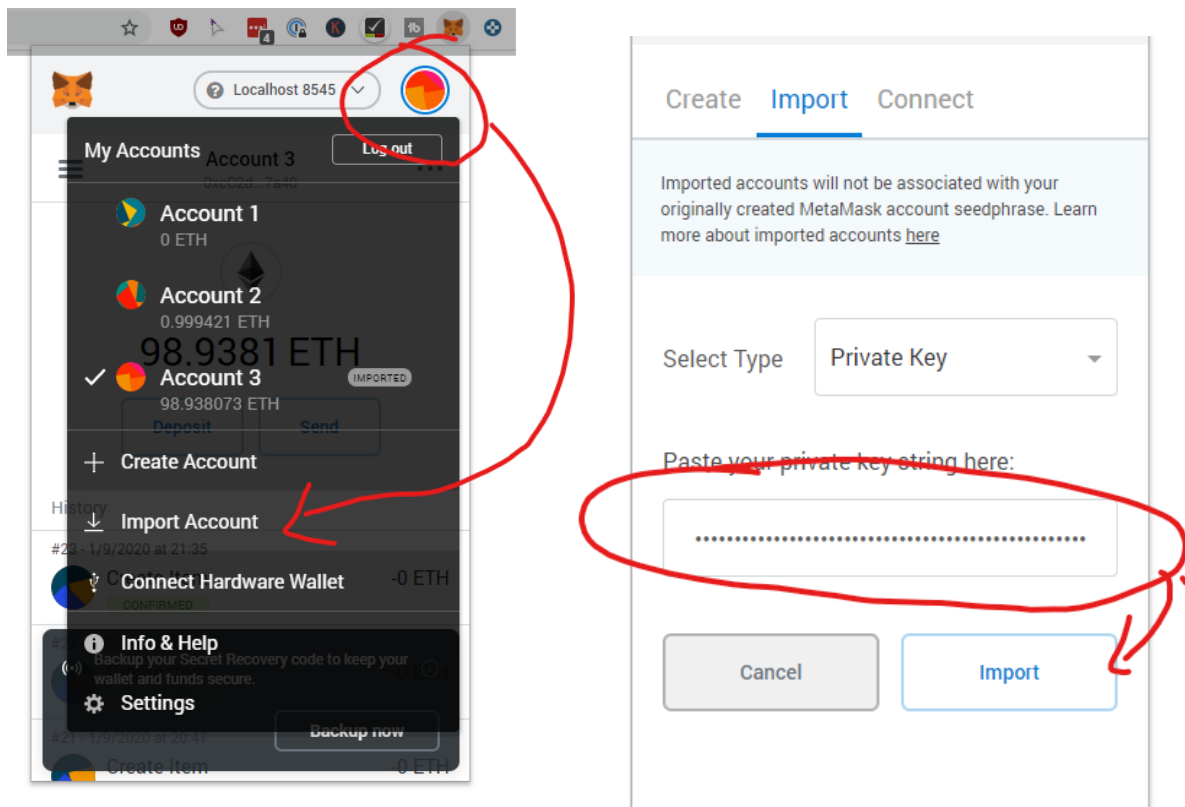 4
Localhost 8545
My Accounts
Log out
Account 3
0xcC2d...7a40
Account 1
0 ETH
Account 2
0.999421 ETH
98.9381 ETH
Account 3
IMPORTED
98.938073 ETH
Deposit
Send
Create Account
History
Import Account
#23 - 1/9/2020 at 21:35
Create Item
-0 ETH
Connect Hardware Wallet
CONFIRMED
Info & Help
Backup your Secret Recovery code to keep your
wallet and funds secure.
Settings
Backup now
#21 - 1/9/2020 at 20:47
Create Item
-0 ETH
Create Import Connect
Imported accounts will not be associated with your
originally created MetaMask account seedphrase. Learn
more about imported accounts here
Select Type
Private Key
Paste your private key string here:
Cancel
Import